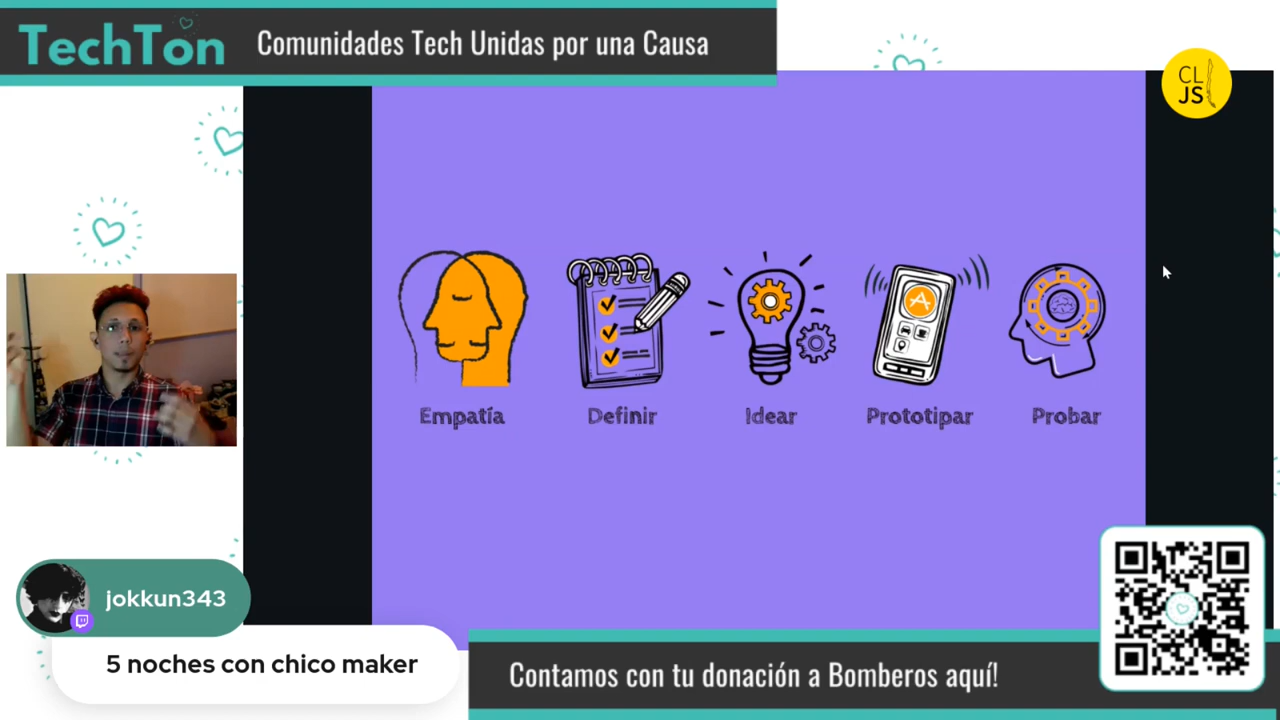 TechTon
Comunidades Tech Unidas por una Causa
CL
JS
Empatía
Definir
Idear
Prototipar
Probar
jokkun343
5 noches con chico maker
Contamos con tu donación a Bomberos aquí!